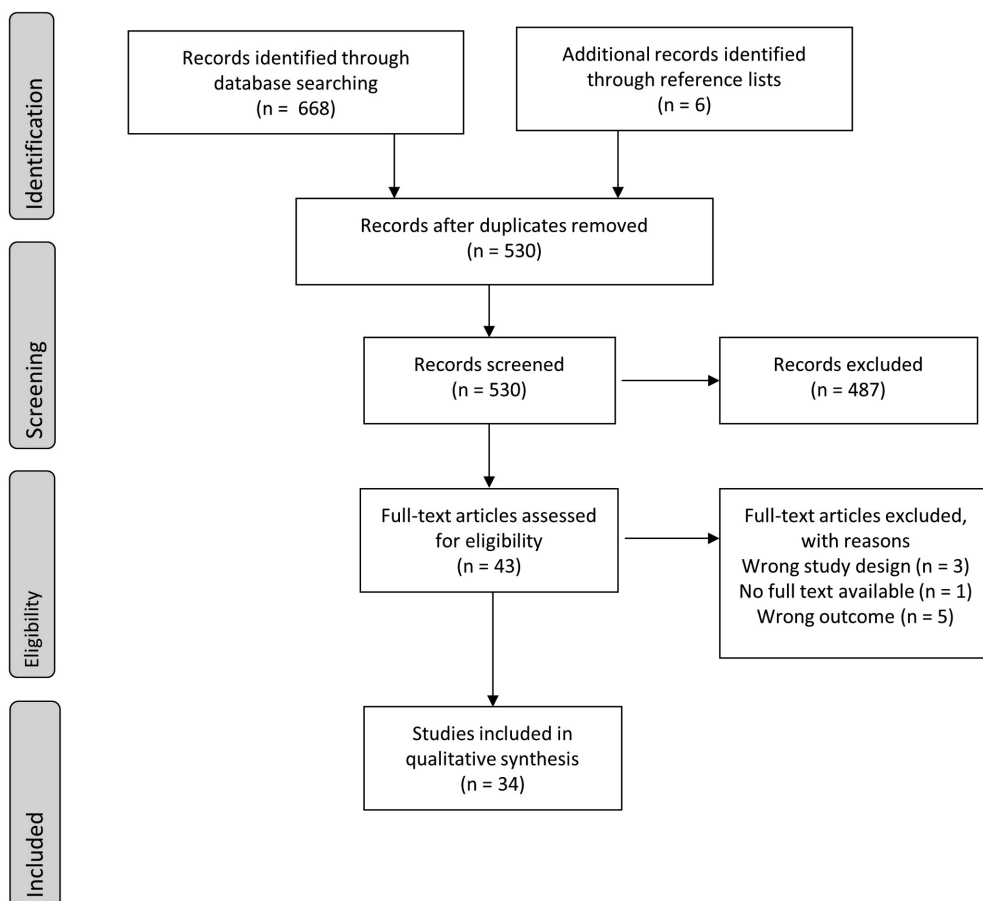 Identification
Records identified through
database searching
(n = 668)
Additional records identified
through reference lists
(n = 6)
Records after duplicates removed
(n = 530)
Screening
Records screened
(n = 530)
Records excluded
(n = 487)
Eligibility
Full-text articles assessed
for eligibility
(n = 43)
Full-text articles excluded,
with reasons
Wrong study design (n = 3)
No full text available (n = 1)
Wrong outcome (n = 5)
Included
Studies included in
qualitative synthesis
(n = 34)